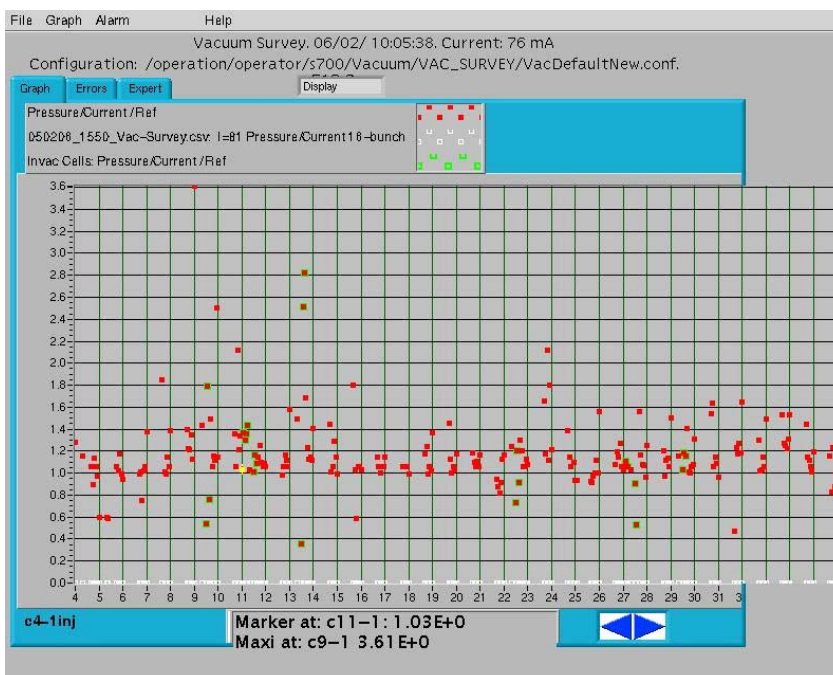 File Graph Alarm Help
Vacuum Survey. 06/02/ 10:05:38. Current: 76 mA
Configuration: /operation/operator/s700/Vacuum/VAC_SURVEY/VacDefaultNew.conf.
Graph Errors Expert Display
Pressure/Current/Ref
050206_1550_Vac-Survey.csv: I=81 Pressure/Current16-bunch
Invac Cells: Pressure/Current/Ref
3.6
3.4
3.2
3.0
2.8
2.6
2.4
2.2
2.0
1.8
1.6
1.4
1.2
1.0
0.8
0.6
0.4
0.2
0.0
4 5 6 7 8 9 10 11 12 13 14 15 16 17 18 19 20 21 22 23 24 25 26 27 28 29 30 31 3
c4-1inj
Marker at: c11-1: 1.03E+0
Maxi at: c9-1 3.61E+0